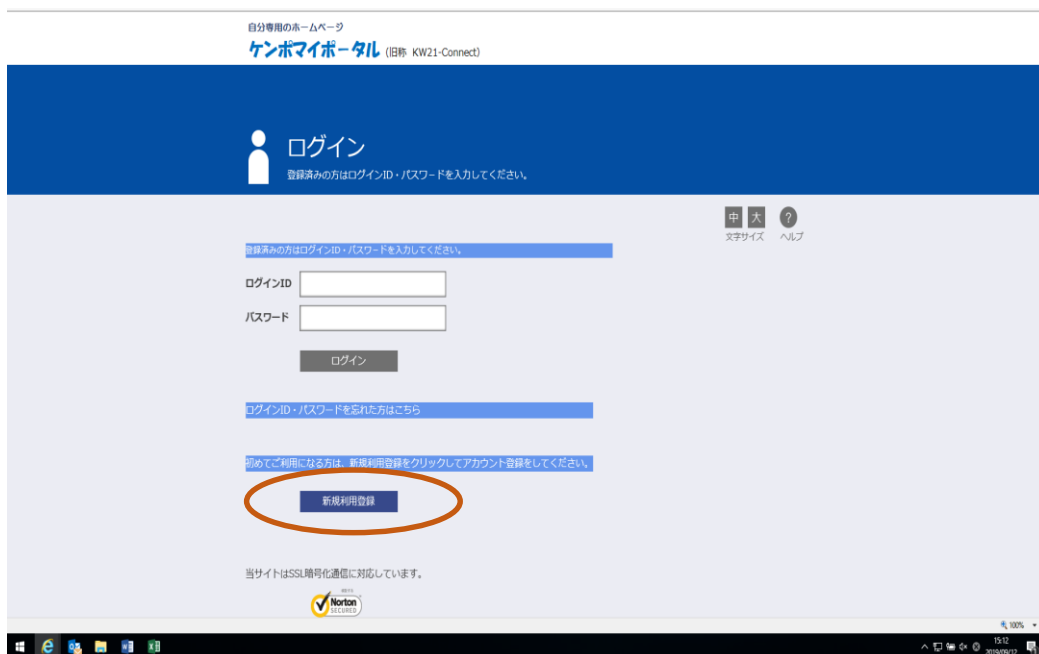 自分専用のホームページ
ケンポマイポータル (旧称 KW21-Connect)
ログイン
登録済みの方はログインID・パスワードを入力してください。
中 大 ?
文字サイズ ヘルプ
登録済みの方はログインID・パスワードを入力してください。
ログインID
パスワード
ログイン
ログインID・パスワードを忘れた方はこちら
初めてご利用になる方は、新規利用登録をクリックしてアカウント登録をしてください。
新規利用登録
当サイトはSSL暗号化通信に対応しています。
Norton
SECURED
100%
15:12
2019/09/12